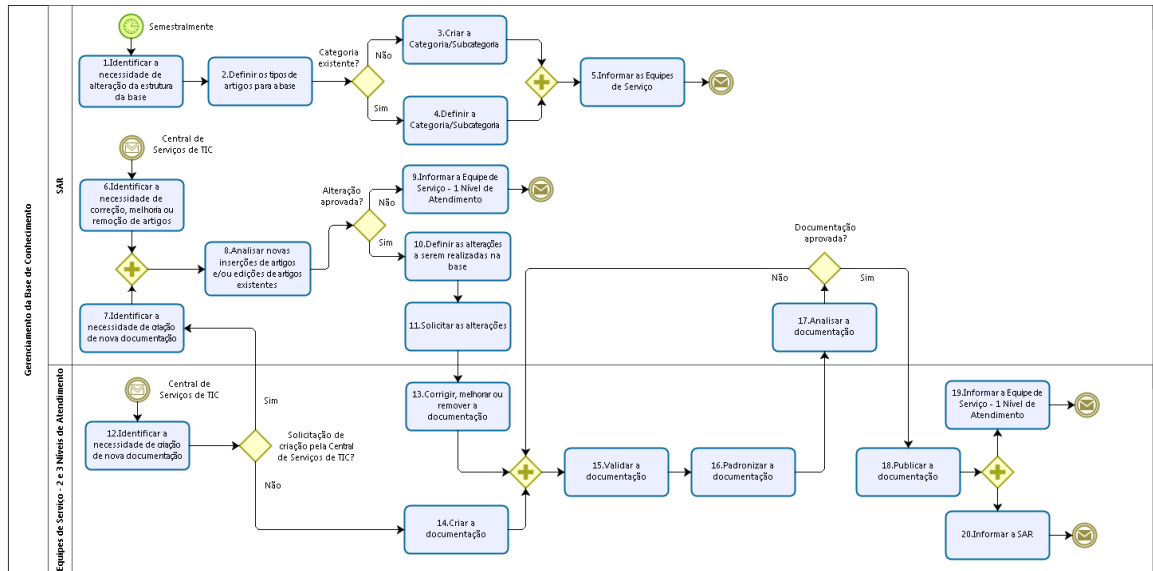 Gerenciamento da Base de Conhecimento
SAR
Semestralmente
1.Identificar a
necessidade de
alteração da estrutura
da base
2.Definir os tipos de
artigos para a base
Categoria
existente?
Não
Sim
3.Criar a
Categoria/Subcategoria
4.Definir a
Categoria/Subcategoria
5.Informar as Equipes
de Serviço
Central de
Serviços de TIC
6.Identificar a
necessidade de
correção, melhoria ou
remoção de artigos
7.Identificar a
necessidade de criação
de nova documentação
8.Analisar novas
inserções de artigos
e/ou edições de artigos
existentes
Alteração
aprovada?
Não
Sim
9.Informar a Equipe de
Serviço - 1 Nível de
Atendimento
10.Definir as alterações
a serem realizadas na
base
11.Solicitar as alterações
Documentação
aprovada?
Não
Sim
17.Analisar a
documentação
Equipes de Serviço - 2 e 3 Níveis de Atendimento
Central de
Serviços de TIC
12.Identificar a
necessidade de criação
de nova documentação
Sim
Solicitação de
criação pela Central
de Serviços de TIC?
Não
13.Corrigir, melhorar ou
remover a
documentação
14.Criar a
documentação
15.Validar a
documentação
16.Padronizar a
documentação
18.Publicar a
documentação
19.Informar a Equipe de
Serviço - 1 Nível de
Atendimento
20.Informar a SAR